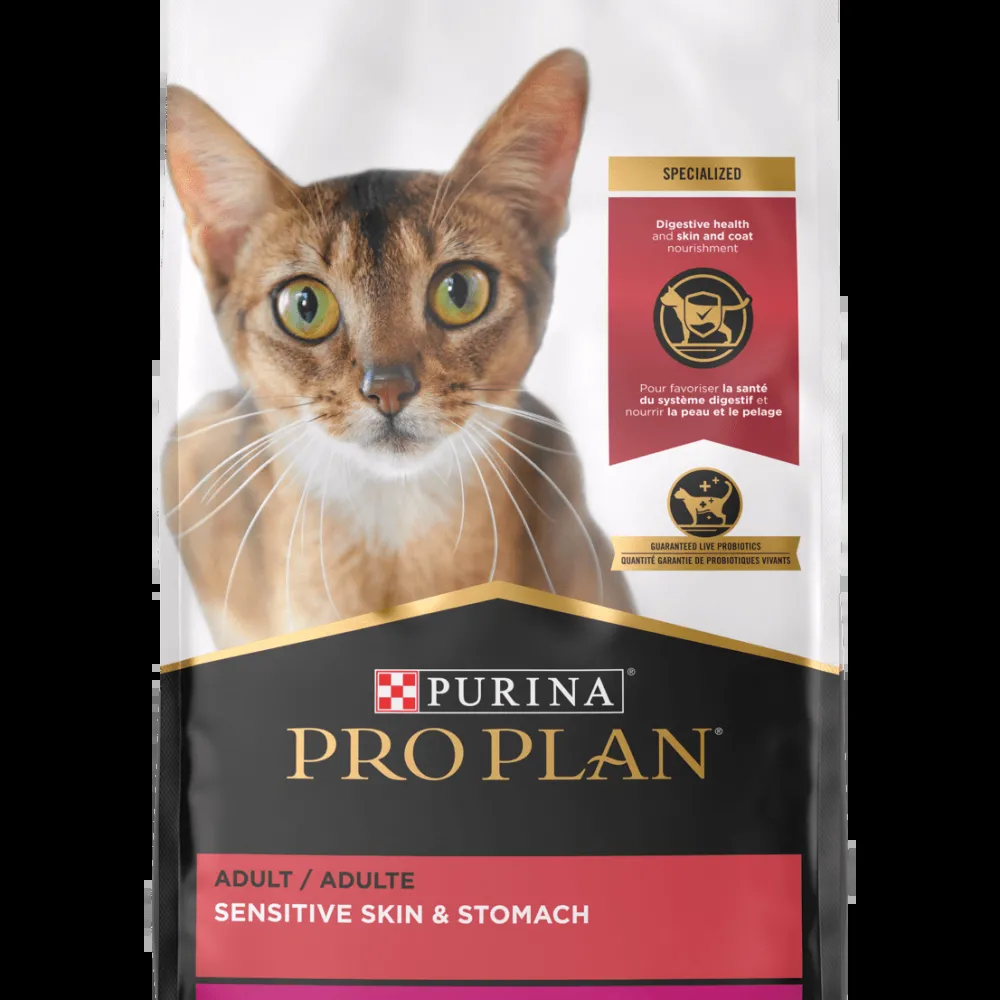 SPECIALIZED
Digestive health
and skin and coat
nourishment
Pour favoriser la santé
du système digestif et
nourrir la peau et le pelage
GUARANTEED LIVE PROBIOTICS
QUANTITÉ GARANTIE DE PROBIOTIQUES VIVANTS
PURINA®
PRO PLAN®
ADULT / ADULTE
SENSITIVE SKIN & STOMACH